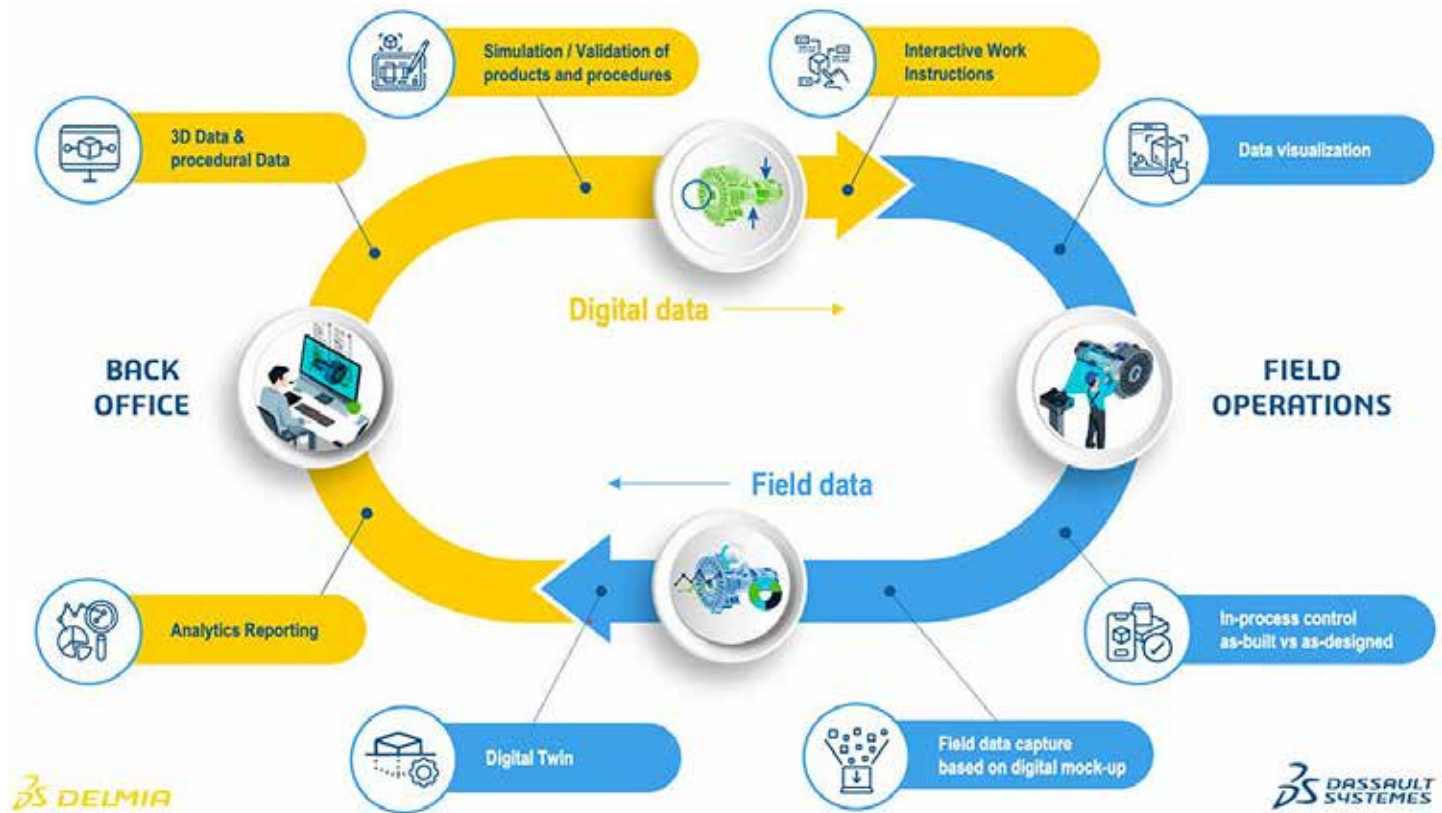 Simulation / Validation of
products and procedures
Interactive Work
Instructions
3D Data &
procedural Data
Data visualization
Digital data
BACK
OFFICE
FIELD
OPERATIONS
Field data
Analytics Reporting
In-process control
as-built vs as-designed
Digital Twin
Field data capture
based on digital mock-up
3DS DELMIA
3DS DASSAULT
SYSTEMES